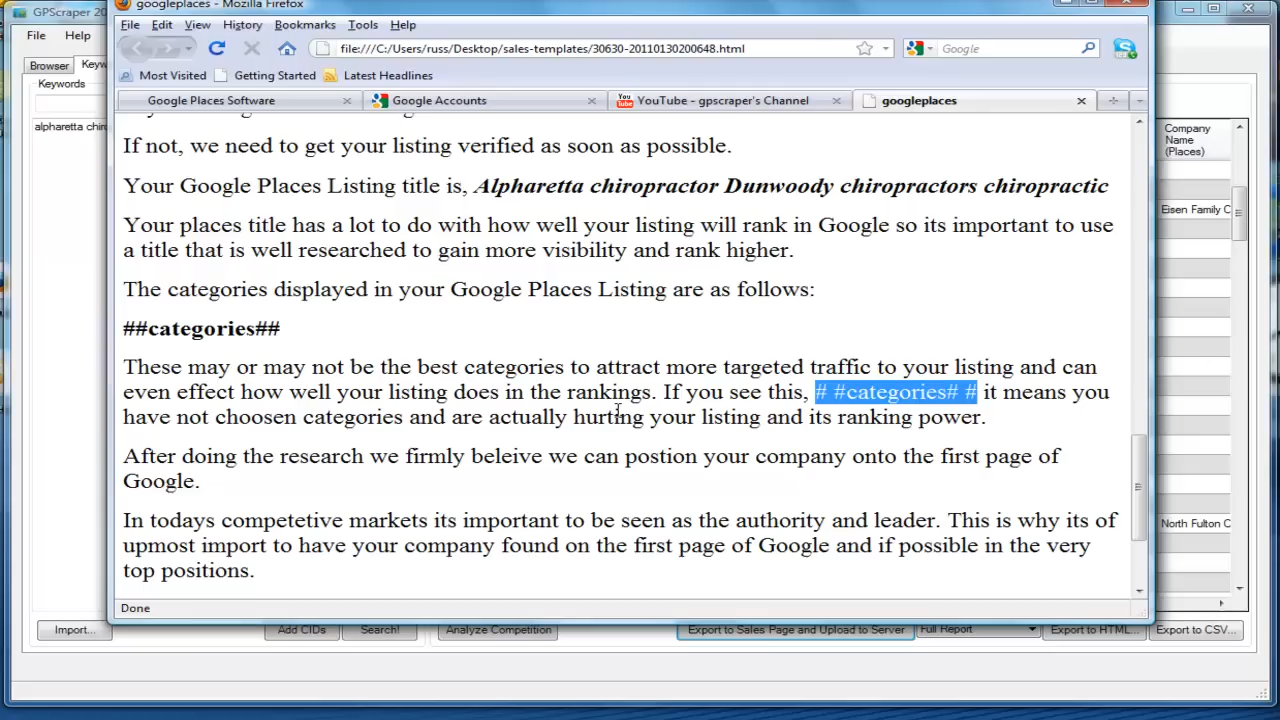 GPScraper 20
googleplaces - Mozilla Firefox
File Help
File Edit View History Bookmarks Tools Help
file:///C:/Users/russ/Desktop/sales-templates/30630-20110130200648.html
Google
Browser Keyw
Most Visited Getting Started Latest Headlines
Keywords
Google Places Software Google Accounts YouTube - gpscraper's Channel googleplaces
alpharetta chir
Company
Name
(Places)
If not, we need to get your listing verified as soon as possible.
Your Google Places Listing title is, Alpharetta chiropractor Dunwoody chiropractors chiropractic
Eisen Family C
Your places title has a lot to do with how well your listing will rank in Google so its important to use
a title that is well researched to gain more visibility and rank higher.
The categories displayed in your Google Places Listing are as follows:
##categories##
These may or may not be the best categories to attract more targeted traffic to your listing and can
even effect how well your listing does in the rankings. If you see this, # #categories# # it means you
have not choosen categories and are actually hurting your listing and its ranking power.
After doing the research we firmly beleive we can postion your company onto the first page of
Google.
In todays competetive markets its important to be seen as the authority and leader. This is why its of
North Fulton C
upmost import to have your company found on the first page of Google and if possible in the very
top positions.
Done
Import... Add CIDs Search! Analyze Competition Export to Sales Page and Upload to Server Full Report Export to HTML... Export to CSV...